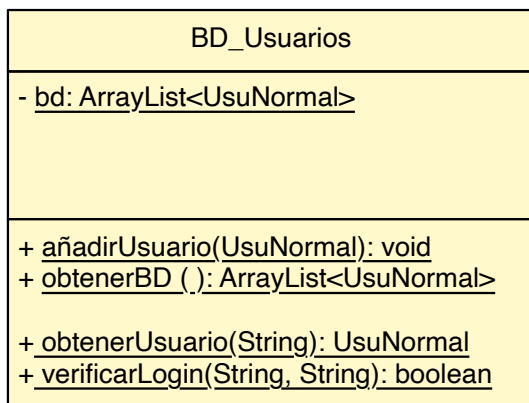 BD_Usuarios
- bd: ArrayList<UsuNormal>
+ añadirUsuario(UsuNormal): void
+ obtenerBD ( ): ArrayList<UsuNormal>
+ obtenerUsuario(String): UsuNormal
+ verificarLogin(String, String): boolean